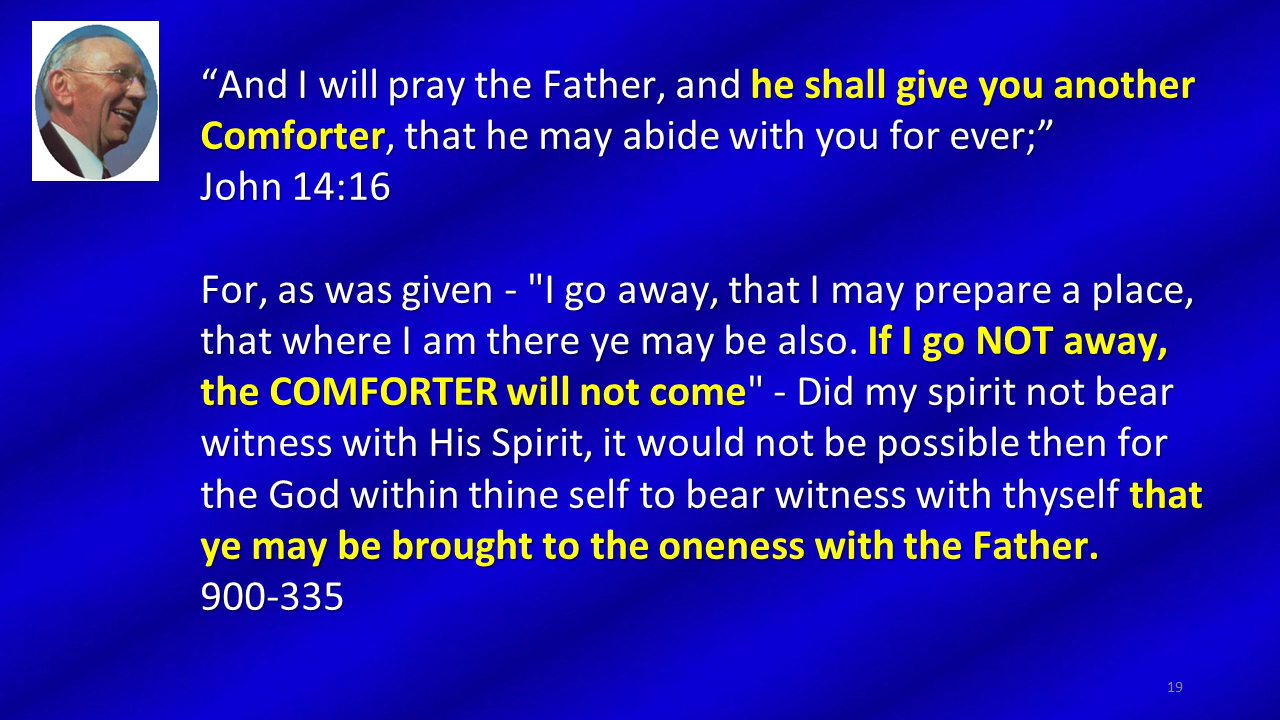 “And I will pray the Father, and he shall give you another
Comforter, that he may abide with you for ever;”
John 14:16
For, as was given - "I go away, that I may prepare a place,
that where I am there ye may be also. If I go NOT away,
the COMFORTER will not come" - Did my spirit not bear
witness with His Spirit, it would not be possible then for
the God within thine self to bear witness with thyself that
ye may be brought to the oneness with the Father.
900-335
19